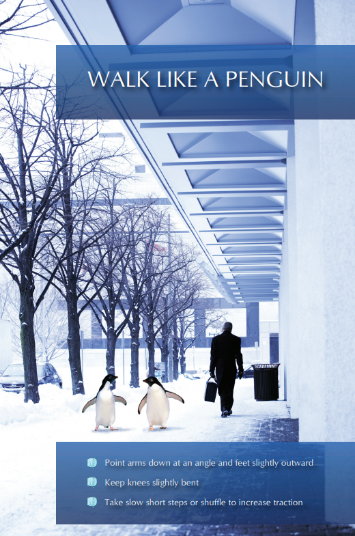 WALK LIKE A PENGUIN
Point arms down at an angle and feet slightly outward
Keep knees slightly bent
Take slow short steps or shuffle to increase traction